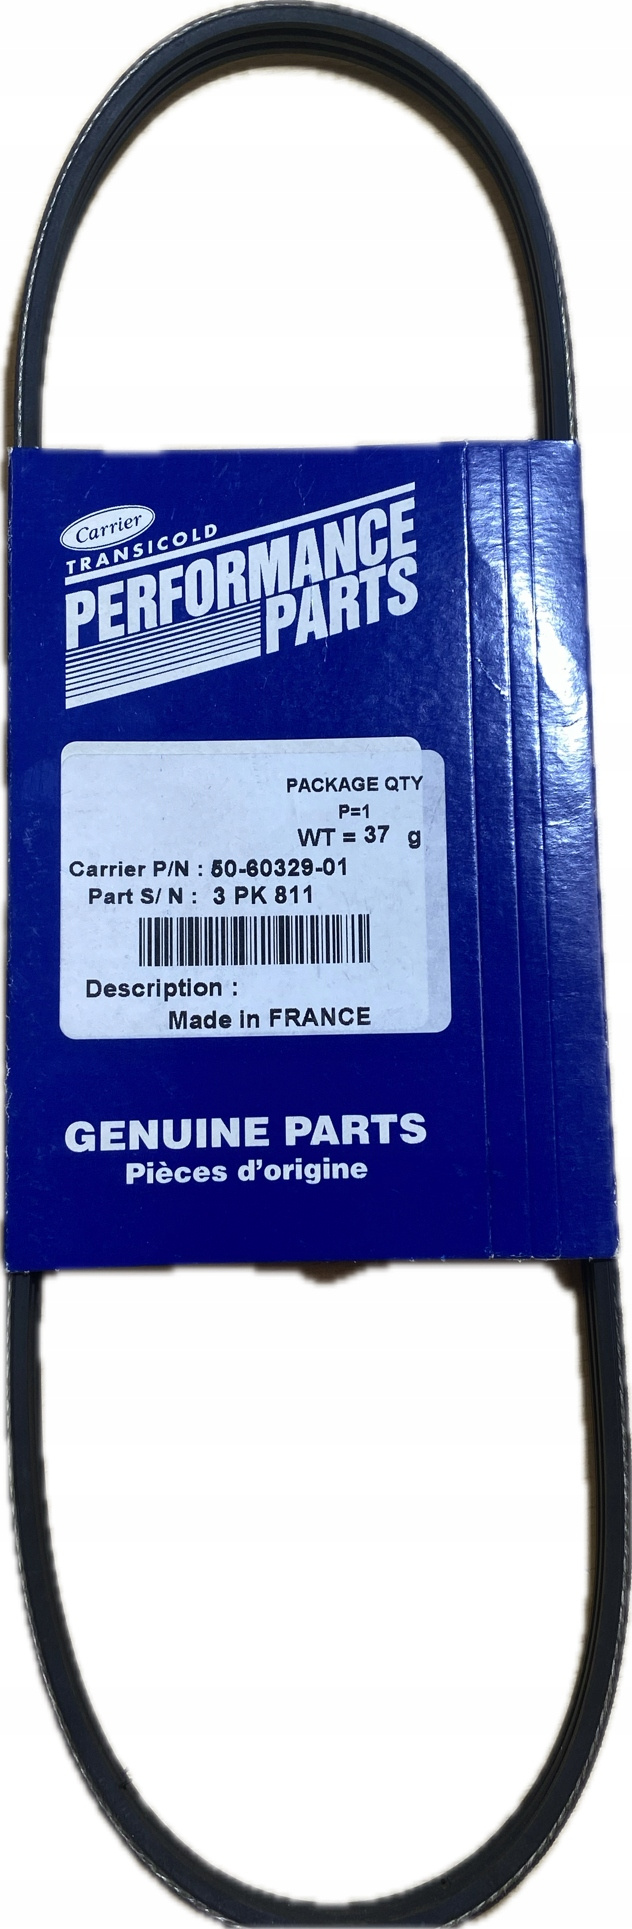 Carrier
TRANSICOLD
PERFORMANCE
PARTS
PACKAGE QTY
P=1
WT = 37 g
Carrier P/N : 50-60329-01
Part S/ N : 3 PK 811
Description :
Made in FRANCE
GENUINE PARTS
Pièces d'origine